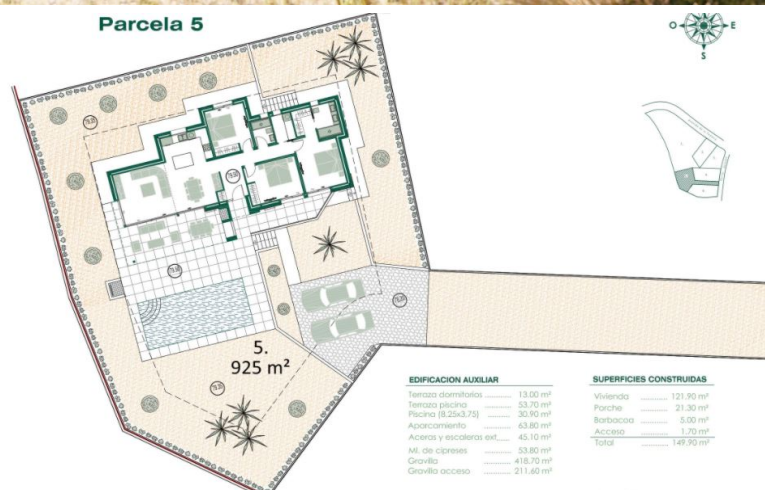 Parcela 5
O E
S
5.
925 m²
EDIFICACION AUXILIAR
Terraza dormitorios ........... 13.00 m²
Terraza piscina ........... 53.70 m²
Piscina (8.25x3.75) ........... 30.90 m²
Aparcamiento ........... 63.80 m²
Aceras y escaleras ext.___ 45.10 m²
Ml. de cipreses ........... 53.80 m²
Gravilla ........... 418.70 m²
Gravilla acceso ........... 211.60 m²
SUPERFICIES CONSTRUIDAS
Vivienda ........... 121.90 m²
Porche ........... 21.30 m²
Barbacoa ........... 5.00 m²
Acceso ........... 1.70 m²
Total ........... 149.90 m²